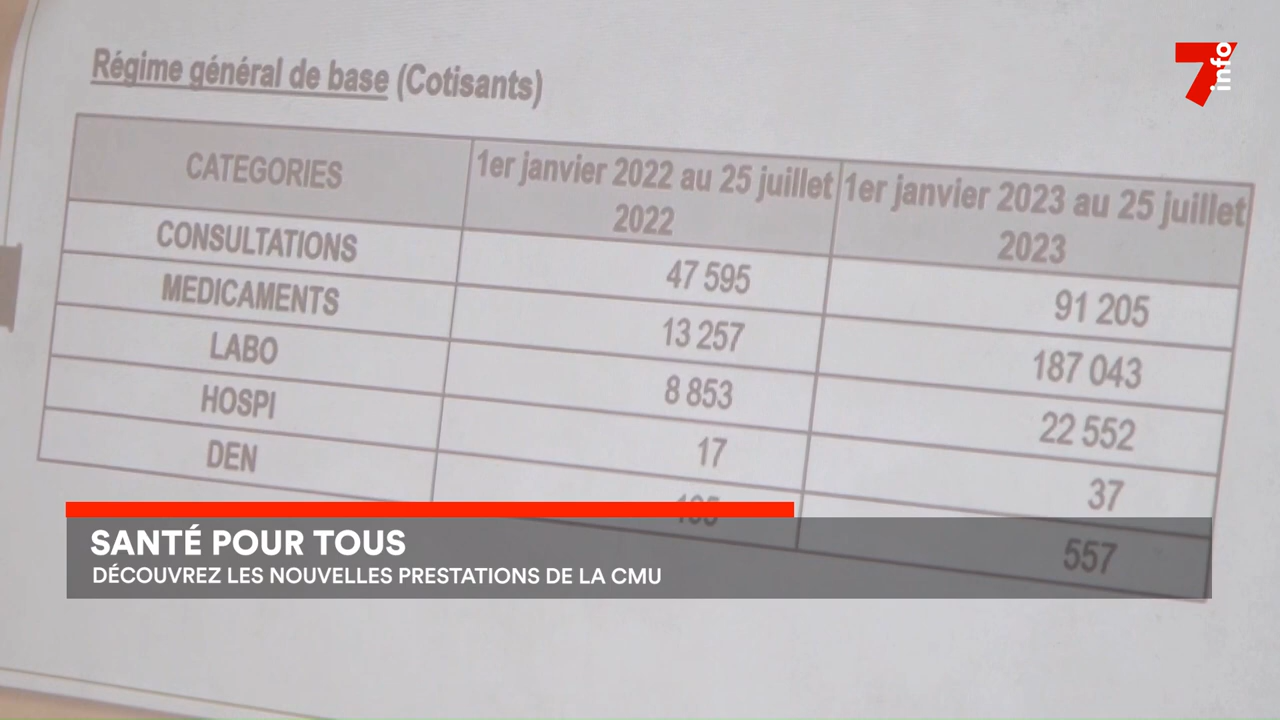 7 info
Régime général de base (Cotisants)
CATEGORIES
1er janvier 2022 au 25 juillet
2022
1er janvier 2023 au 25 juillet
2023
CONSULTATIONS
47 595
91 205
MEDICAMENTS
13 257
187 043
LABO
8 853
22 552
HOSPI
17
37
DEN
557
SANTÉ POUR TOUS
DÉCOUVREZ LES NOUVELLES PRESTATIONS DE LA CMU